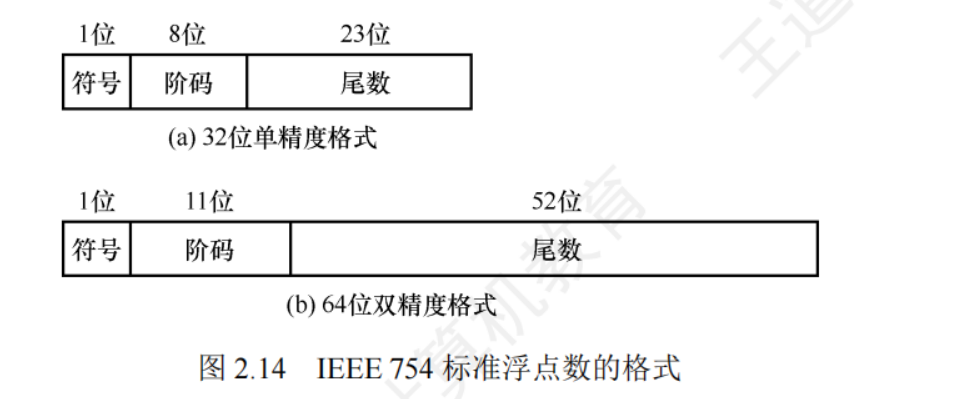 1位 8位 23位
符号 阶码 尾数
(a) 32位单精度格式
1位 11位 52位
符号 阶码 尾数
(b) 64位双精度格式
图 2.14 IEEE 754 标准浮点数的格式
王道
算机教育